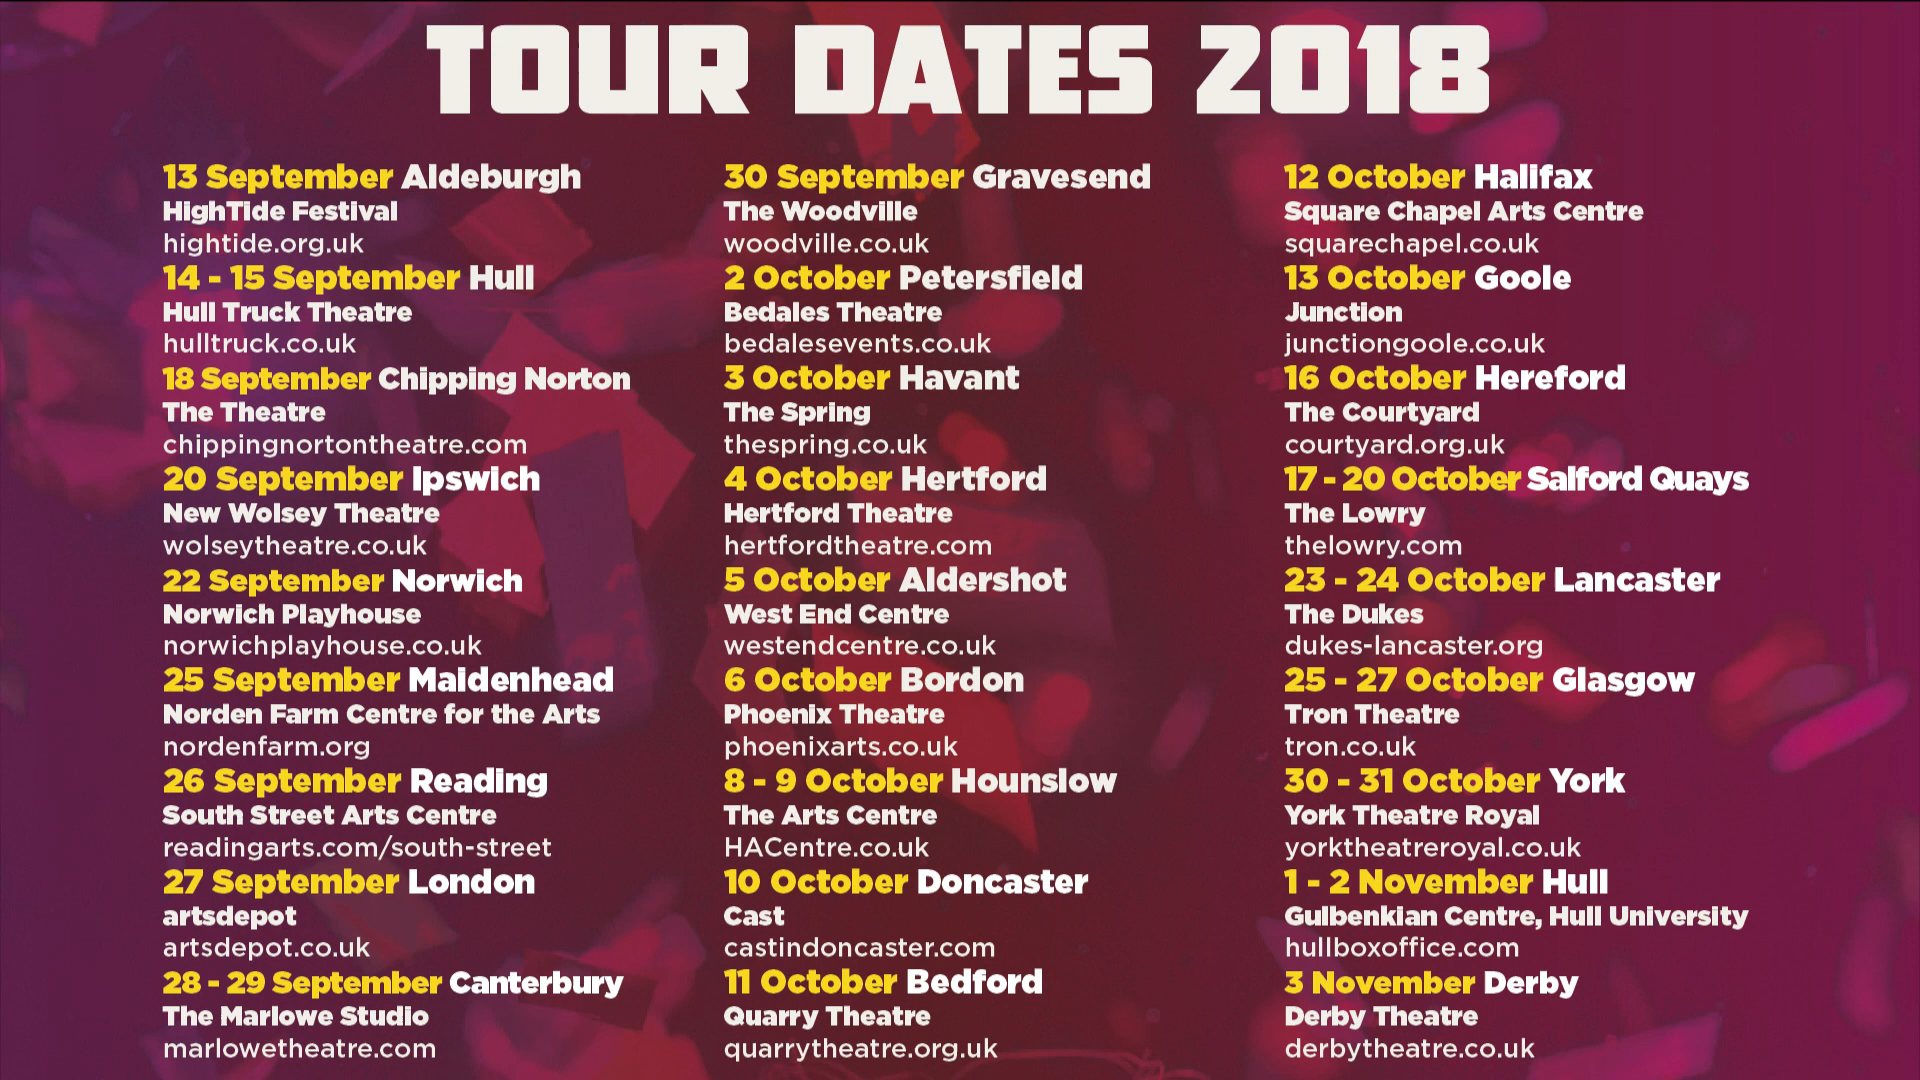 TOUR DATES 2018
13 September Aldeburgh
HighTide Festival
hightide.org.uk
14 - 15 September Hull
Hull Truck Theatre
hulltruck.co.uk
18 September Chipping Norton
The Theatre
chippingnortontheatre.com
20 September Ipswich
New Wolsey Theatre
wolseytheatre.co.uk
22 September Norwich
Norwich Playhouse
norwichplayhouse.co.uk
25 September Maidenhead
Norden Farm Centre for the Arts
nordenfarm.org
26 September Reading
South Street Arts Centre
readingarts.com/south-street
27 September London
artsdepot
artsdepot.co.uk
28 - 29 September Canterbury
The Marlowe Studio
marlowetheatre.com
30 September Gravesend
The Woodville
woodville.co.uk
2 October Petersfield
Bedales Theatre
bedalesevents.co.uk
3 October Havant
The Spring
thespring.co.uk
4 October Hertford
Hertford Theatre
hertfordtheatre.com
5 October Aldershot
West End Centre
westendcentre.co.uk
6 October Bordon
Phoenix Theatre
phoenixarts.co.uk
8 - 9 October Hounslow
The Arts Centre
HACentre.co.uk
10 October Doncaster
Cast
castindoncaster.com
11 October Bedford
Quarry Theatre
quarrytheatre.org.uk
12 October Halifax
Square Chapel Arts Centre
squarechapel.co.uk
13 October Goole
Junction
junctiongoole.co.uk
16 October Hereford
The Courtyard
courtyard.org.uk
17 - 20 October Salford Quays
The Lowry
thelowry.com
23 - 24 October Lancaster
The Dukes
dukes-lancaster.org
25 - 27 October Glasgow
Tron Theatre
tron.co.uk
30 - 31 October York
York Theatre Royal
yorktheatreroyal.co.uk
1 - 2 November Hull
Gulbenkian Centre, Hull University
hullboxoffice.com
3 November Derby
Derby Theatre
derbytheatre.co.uk